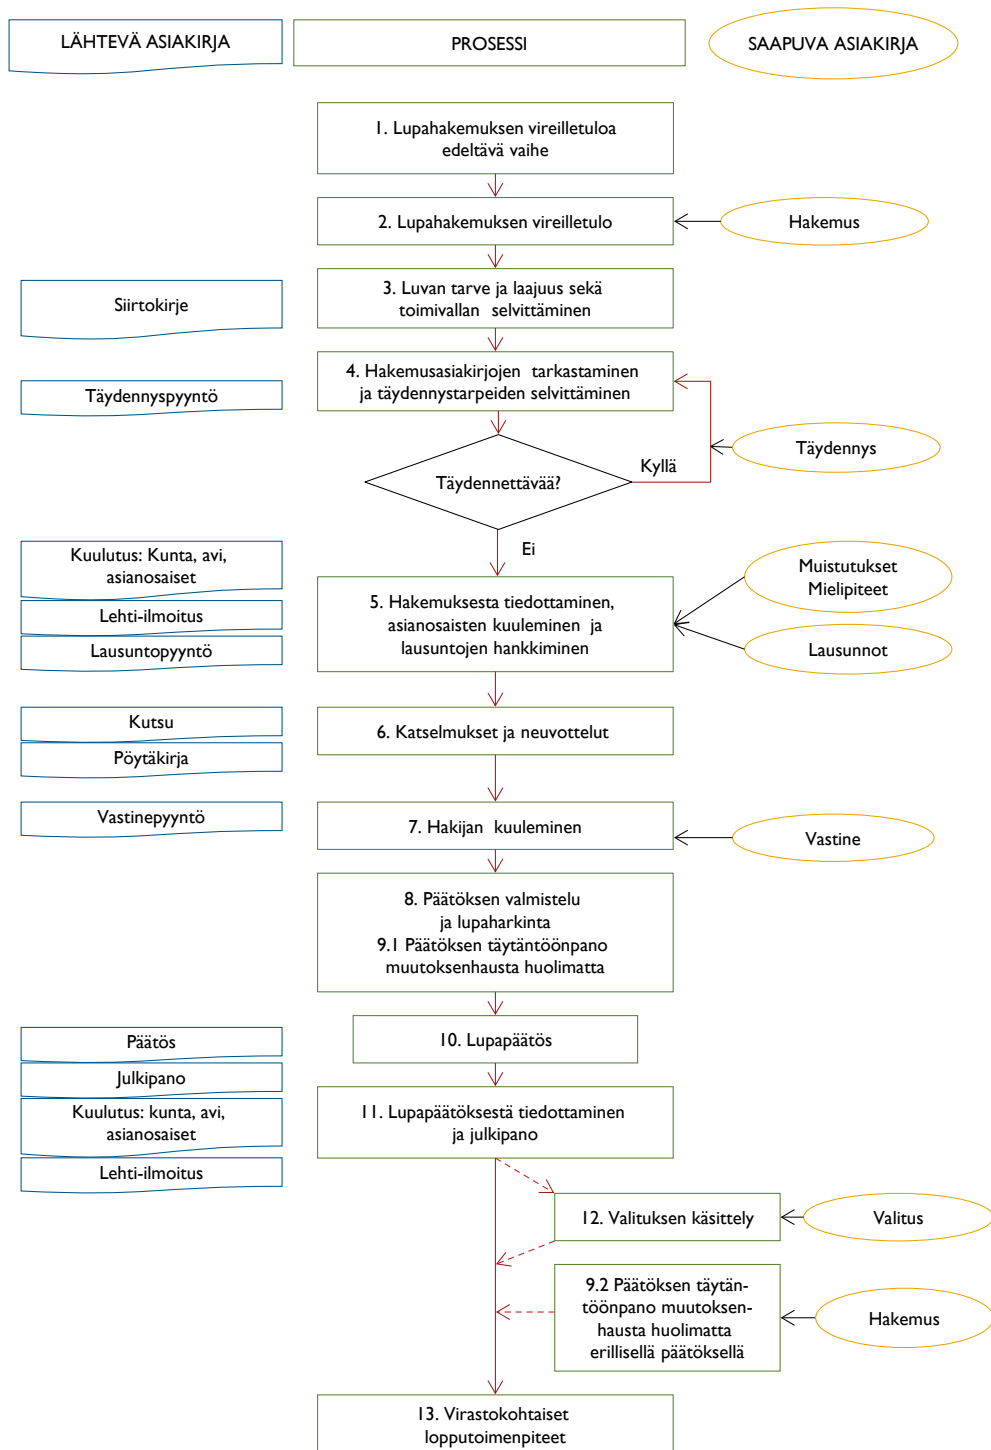 LÄHTEVÄ ASIAKIRJA
PROSESSI
SAAPUVA ASIAKIRJA
1. Lupahakemuksen vireilletuloa
edeltävä vaihe
2. Lupahakemuksen vireilletulo
Hakemus
Siirtokirje
3. Luvan tarve ja laajuus sekä
toimivallan selvittäminen
Täydennyspyyntö
4. Hakemusasiakirjojen tarkastaminen
ja täydennystarpeiden selvittäminen
Täydennys
Täydennettävää?
Kyllä
Ei
Kuulutus: Kunta, avi,
asianosaiset
Lehti-ilmoitus
Lausuntopyyntö
5. Hakemuksesta tiedottaminen,
asianosaisten kuuleminen ja
lausuntojen hankkiminen
Muistutukset
Mielipiteet
Lausunnot
Kutsu
Pöytäkirja
6. Katselmukset ja neuvottelut
Vastinepyyntö
7. Hakijan kuuleminen
Vastine
8. Päätöksen valmistelu
ja lupaharkinta
9.1 Päätöksen täytäntöönpano
muutoksenhausta huolimatta
Päätös
10. Lupapäätös
Julkipano
Kuulutus: kunta, avi,
asianosaiset
Lehti-ilmoitus
11. Lupapäätöksestä tiedottaminen
ja julkipano
12. Valituksen käsittely
Valitus
9.2 Päätöksen täytän-
töönpano muutoksen-
hausta huolimatta
erillisellä päätöksellä
Hakemus
13. Virastokohtaiset
lopputoimenpiteet